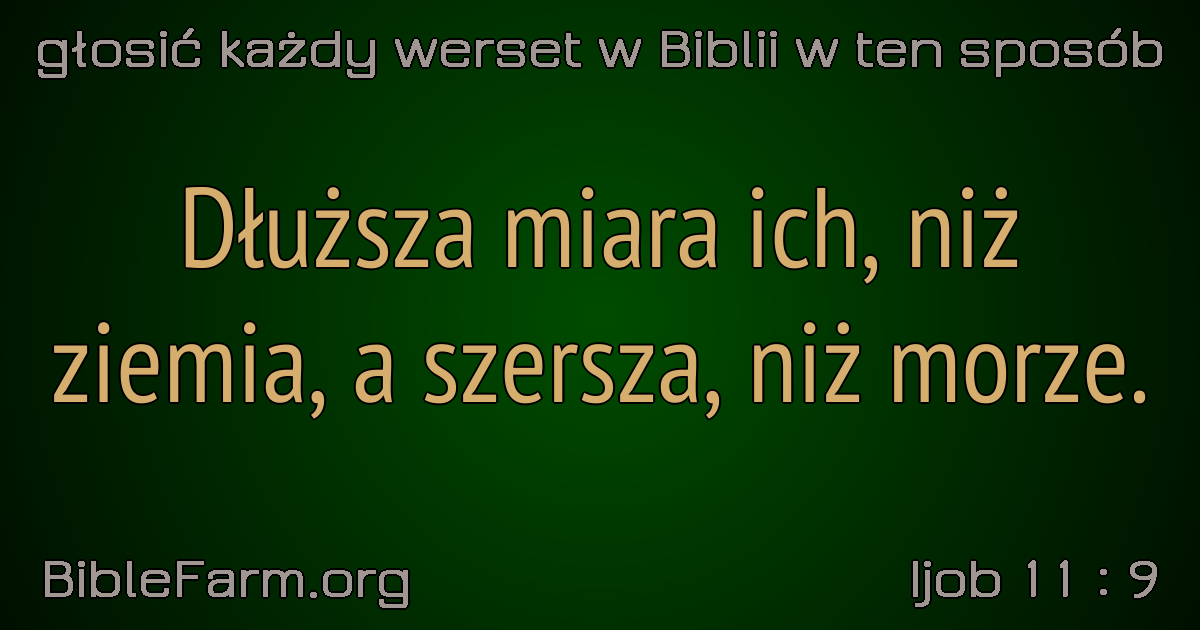 głosić każdy werset w Biblii w ten sposób
Dłuższa miara ich, niż
ziemia, a szersza, niż morze.
BibleFarm.org
Ijob 11 : 9